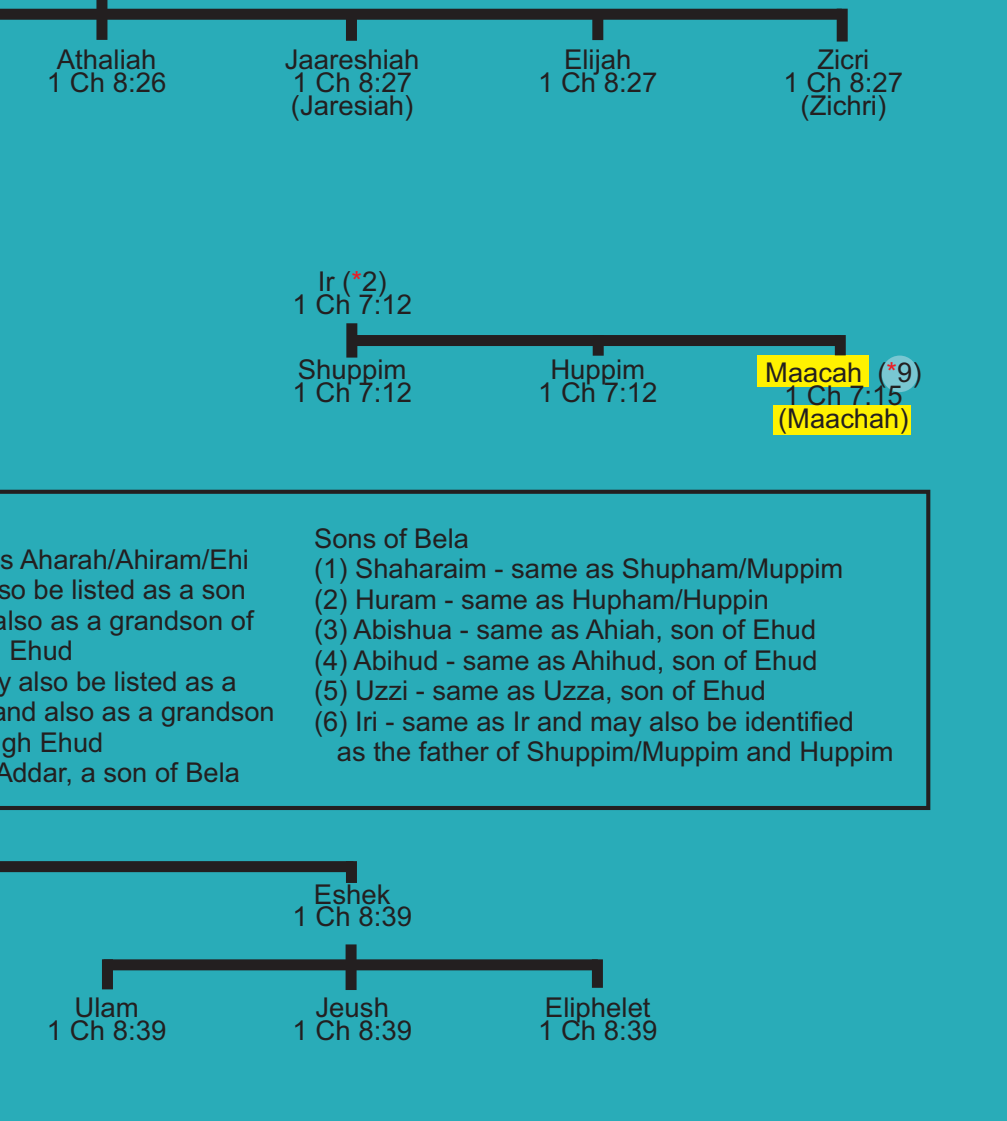 Athaliah
1 Ch 8:26
Jaareshiah
1 Ch 8:27
(Jaresiah)
Elijah
1 Ch 8:27
Zicri
1 Ch 8:27
(Zichri)
Ir (*2)
1 Ch 7:12
Shuppim
1 Ch 7:12
Huppim
1 Ch 7:12
Maacah (*9)
1 Ch 7:15
(Maachah)
s Aharah/Ahiram/Ehi
so be listed as a son
also as a grandson of
Ehud
y also be listed as a
and also as a grandson
gh Ehud
Addar, a son of Bela
Sons of Bela
(1) Shaharaim - same as Shupham/Muppim
(2) Huram - same as Hupham/Huppin
(3) Abishua - same as Ahiah, son of Ehud
(4) Abihud - same as Ahihud, son of Ehud
(5) Uzzi - same as Uzza, son of Ehud
(6) Iri - same as Ir and may also be identified
as the father of Shuppim/Muppim and Huppim
Eshek
1 Ch 8:39
Ulam
1 Ch 8:39
Jeush
1 Ch 8:39
Eliphelet
1 Ch 8:39